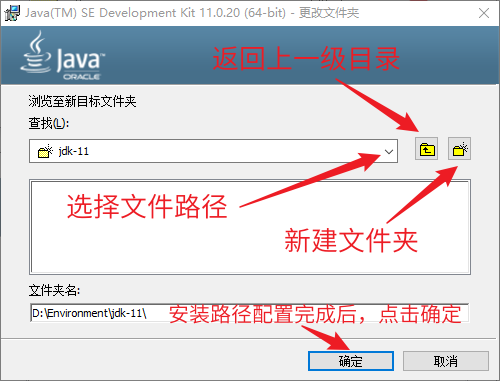 Java(TM) SE Development Kit 11.0.20 (64-bit) - 更改文件夹
Java
ORACLE
返回上一级目录
浏览至新目标文件夹
查找(L):
jdk-11
选择文件路径
新建文件夹
文件夹名:
D:\Environment\jdk-11\
安装路径配置完成后，点击确定
确定
取消